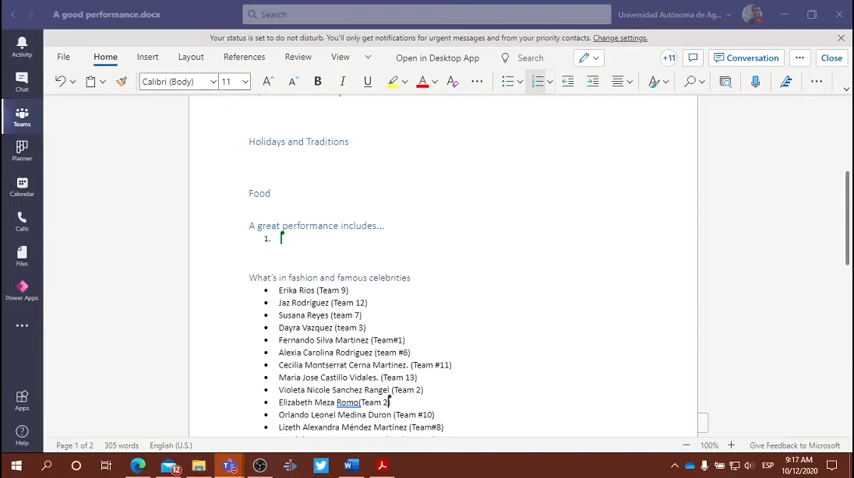 A good performance.docx
Search
Universidad Autónoma de Ag...
Your status is set to do not disturb. You'll only get notifications for urgent messages and from your priority contacts. Change settings.
File Home Insert Layout References Review View Open in Desktop App Search +11 Conversation Close
Calibri (Body) 11
Activity
Chat
Teams
Planner
Calendar
Calls
Files
Power Apps
Apps
Help
Holidays and Traditions
Food
A great performance includes...
1.
What's in fashion and famous celebrities
• Erika Rios (Team 9)
• Jaz Rodríguez (Team 12)
• Susana Reyes (team 7)
• Dayra Vazquez (team 3)
• Fernando Silva Martinez (Team#1)
• Alexia Carolina Rodriguez (team #6)
• Cecilia Montserrat Cerna Martinez. (Team #11)
• Maria Jose Castillo Vidales. (Team 13)
• Violeta Nicole Sanchez Rangel (Team 2)
• Elizabeth Meza Romo(Team 2)
• Orlando Leonel Medina Duron (Team #10)
• Lizeth Alexandra Méndez Martínez (Team#8)
Page 1 of 2 305 words English (U.S.) 100% Give Feedback to Microsoft
12
ESP
9:17 AM
10/12/2020